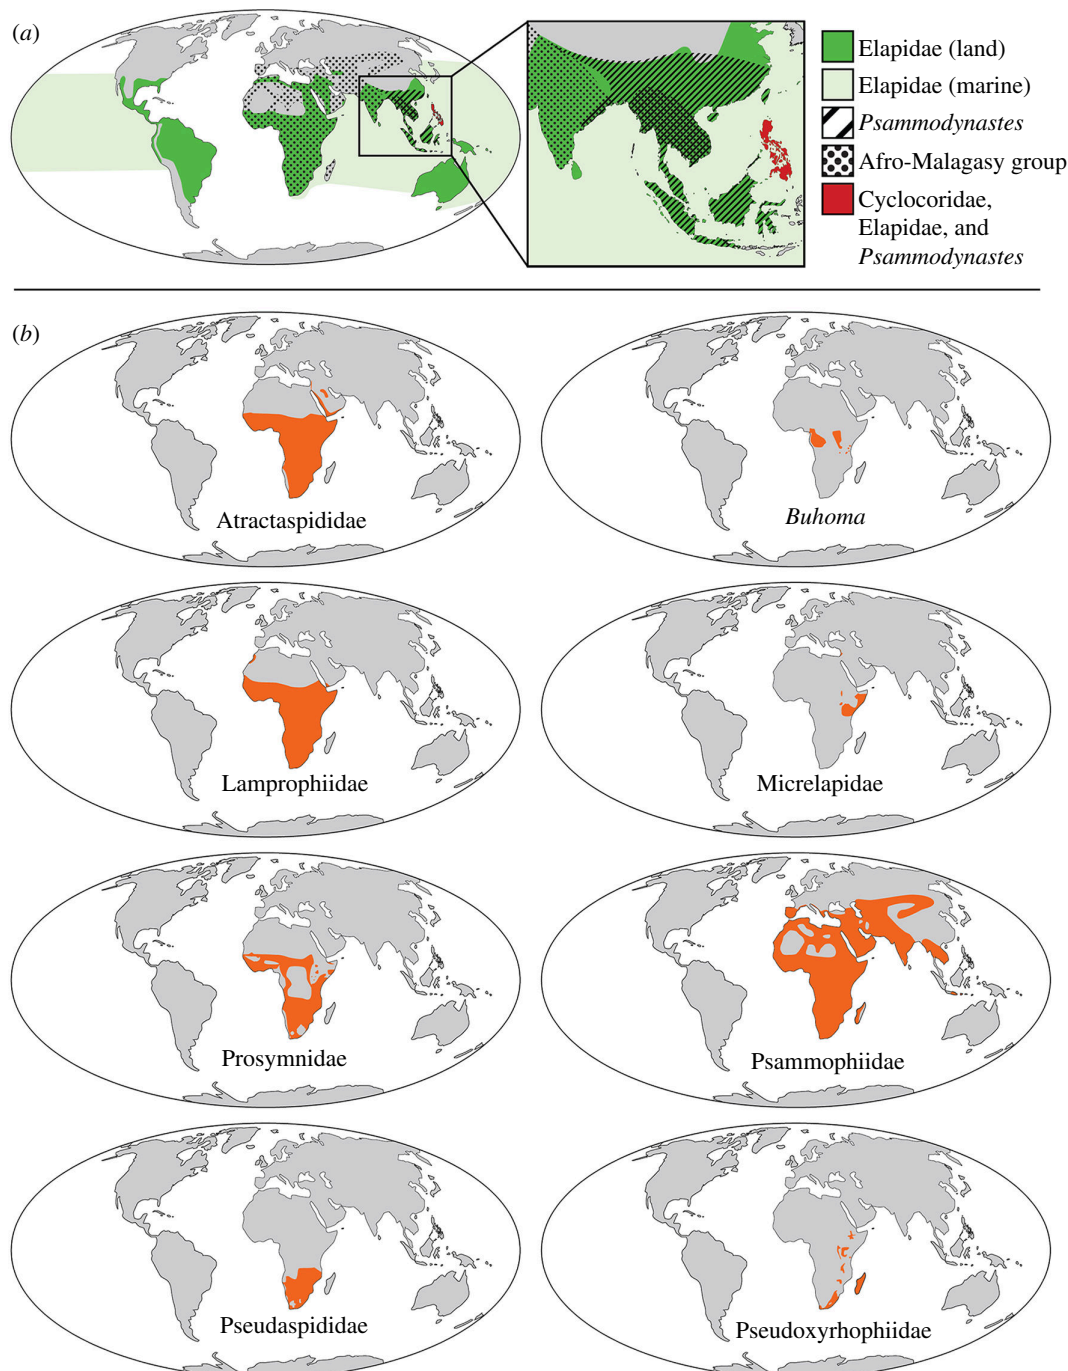 (a)
Elapidae (land)
Elapidae (marine)
Psammodynastes
Afro-Malagasy group
Cyclocoridae,
Elapidae, and
Psammodynastes
(b)
Atractaspididae
Buhoma
Lamprophiidae
Micrelapidae
Prosymnidae
Psammophiidae
Pseudaspididae
Pseudoxyrhophiidae